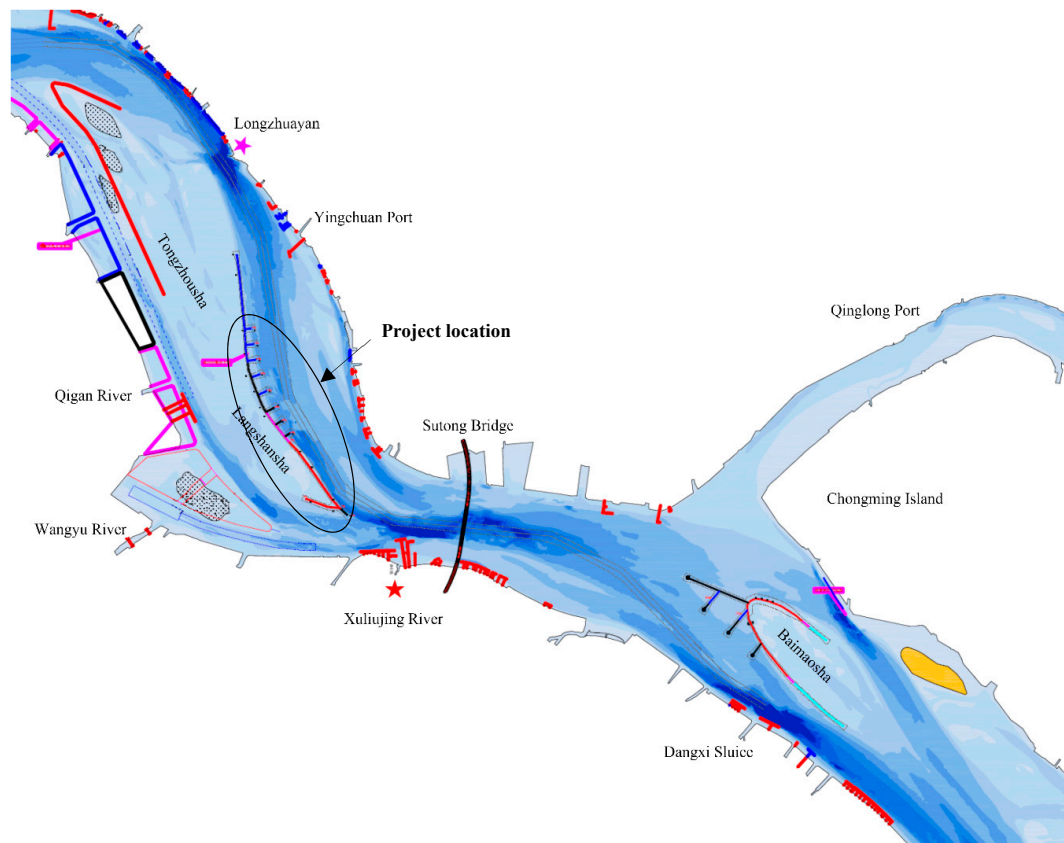 Longzhuayan
Yingchuan Port
Tongzhousha
Project location
Qinglong Port
Qigan River
Langshansha
Sutong Bridge
Chongming Island
Wangyu River
Xuliujing River
Baimaosha
Dangxi Sluice